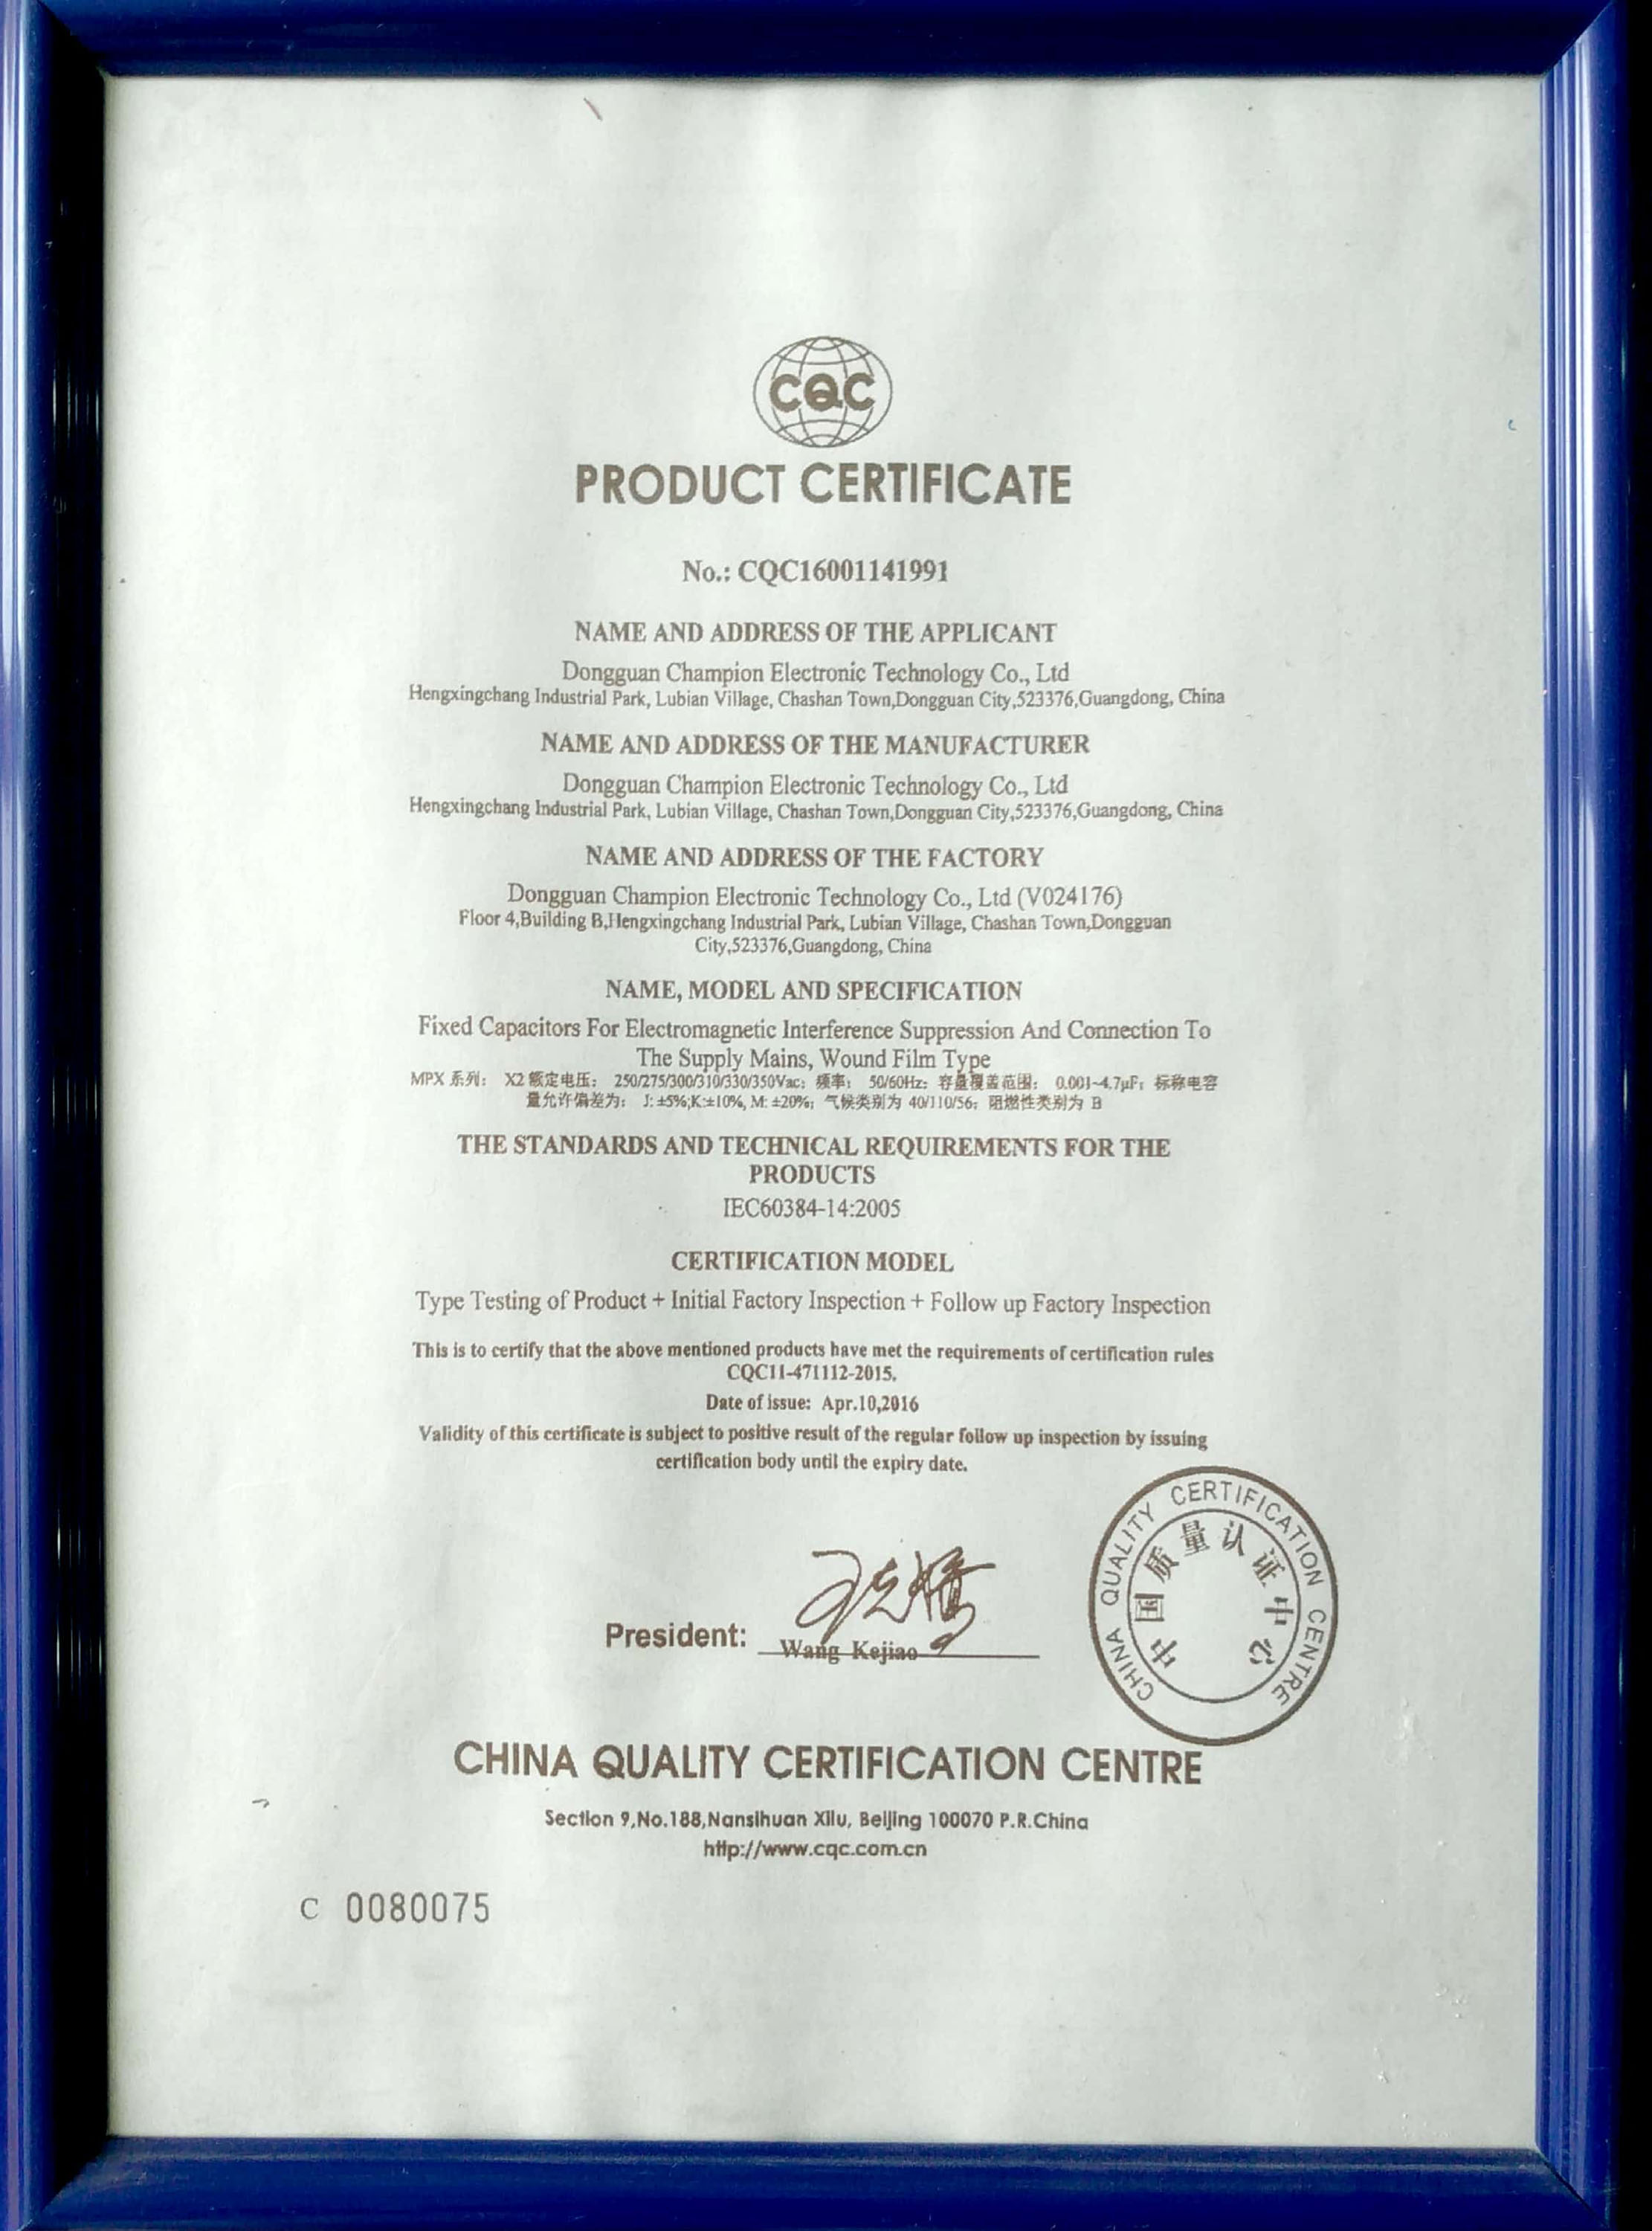 CQC
PRODUCT CERTIFICATE
No.: CQC16001141991
NAME AND ADDRESS OF THE APPLICANT
Dongguan Champion Electronic Technology Co., Ltd
Hengxingchang Industrial Park, Lubian Village, Chashan Town,Dongguan City,523376,Guangdong, China
NAME AND ADDRESS OF THE MANUFACTURER
Dongguan Champion Electronic Technology Co., Ltd
Hengxingchang Industrial Park, Lubian Village, Chashan Town,Dongguan City,523376,Guangdong, China
NAME AND ADDRESS OF THE FACTORY
Dongguan Champion Electronic Technology Co., Ltd (V024176)
Floor 4,Building B,Hengxingchang Industrial Park, Lubian Village, Chashan Town,Dongguan
City,523376,Guangdong, China
NAME, MODEL AND SPECIFICATION
Fixed Capacitors For Electromagnetic Interference Suppression And Connection To
The Supply Mains, Wound Film Type
MPX 系列： X2 额定电压： 250/275/300/310/330/350Vac；频率： 50/60Hz；容量覆盖范围： 0.001~4.7μF；标称电容
量允许偏差为： J: ±5%;K:±10%, M: ±20%；气候类别为 40/110/56；阻燃性类别为 B
THE STANDARDS AND TECHNICAL REQUIREMENTS FOR THE
PRODUCTS
IEC60384-14:2005
CERTIFICATION MODEL
Type Testing of Product + Initial Factory Inspection + Follow up Factory Inspection
This is to certify that the above mentioned products have met the requirements of certification rules
CQC11-471112-2015.
Date of issue: Apr.10,2016
Validity of this certificate is subject to positive result of the regular follow up inspection by issuing
certification body until the expiry date.
President: Wang Kejiao
CHINA QUALITY CERTIFICATION CENTRE
中国质量认证中心
CHINA QUALITY CERTIFICATION CENTRE
Section 9,No.188,Nansihuan Xilu, Beijing 100070 P.R.China
http://www.cqc.com.cn
C 0080075